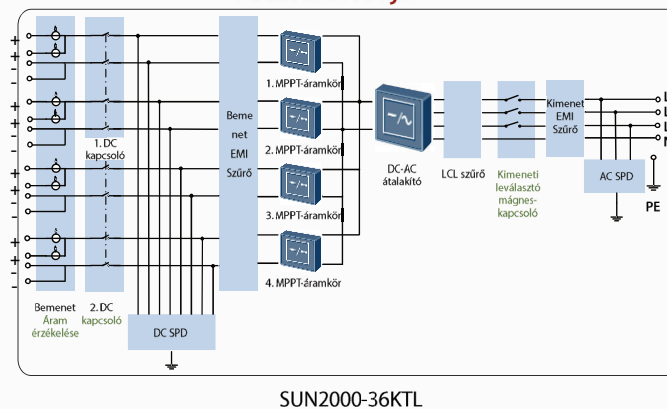 1. MPPT-áramkör
2. MPPT-áramkör
3. MPPT-áramkör
4. MPPT-áramkör
1. DC
kapcsoló
2. DC
kapcsoló
Bemenet
Áram
érzékelése
Beme
net
EMI
Szűrő
DC SPD
DC-AC
átalakító
LCL szűrő
Kimeneti
leválasztó
mágnes-
kapcsoló
Kimenet
EMI
Szűrő
AC SPD
L
L
L
PE
+
+
-
-
+
+
-
-
+
+
-
-
+
+
-
-
SUN2000-36KTL